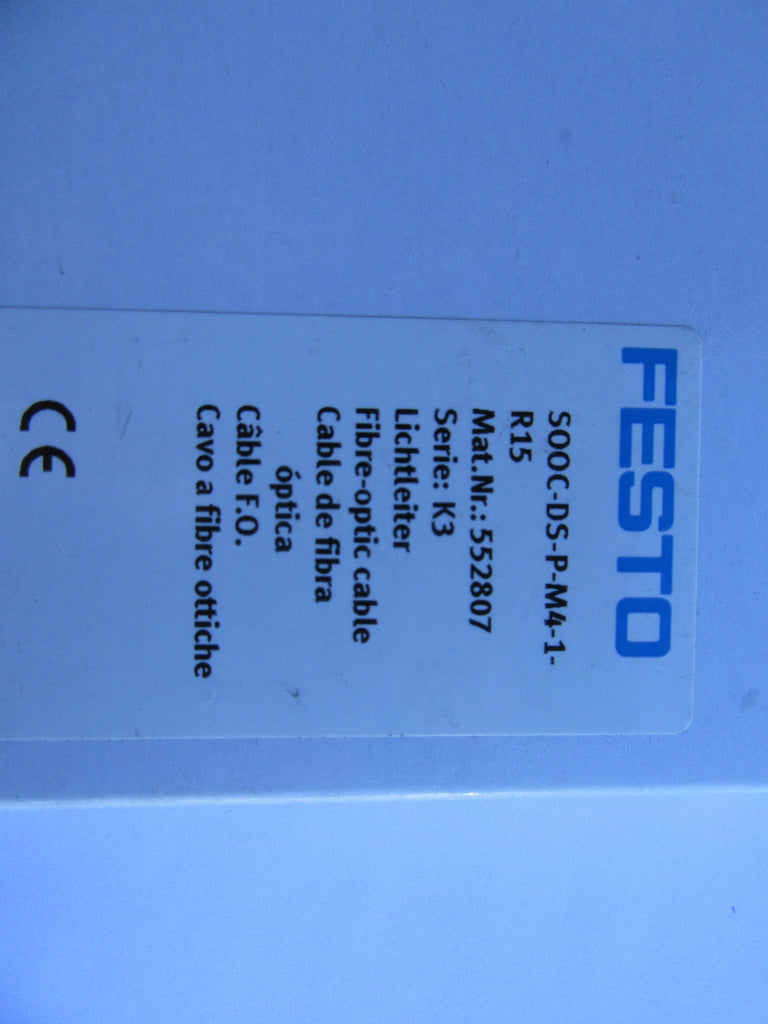 FESTO
SOOC-DS-P-M4-1-
R15
Mat.Nr.: 552807
Serie: K3
Lichtleiter
Fibre-optic cable
Cable de fibra
óptica
Câble F.O.
Cavo a fibre ottiche
CE